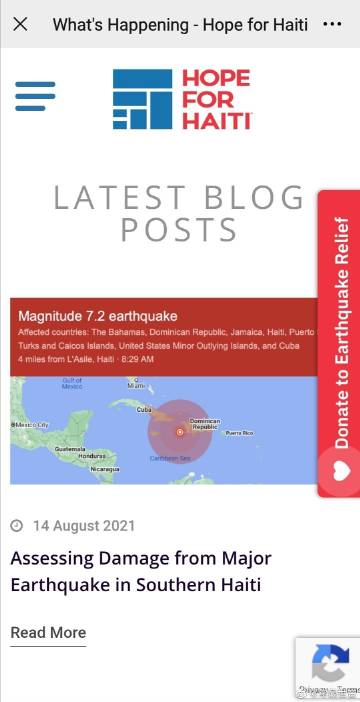 What's Happening - Hope for Haiti
HOPE
FOR
HAITI
LATEST BLOG
POSTS
Donate to Earthquake Relief
Magnitude 7.2 earthquake
Affected countries: The Bahamas, Dominican Republic, Jamaica, Haiti, Puerto
Turks and Caicos Islands, United States Minor Outlying Islands, and Cuba
4 miles from L'Asile, Haiti · 8:29 AM
Gulf of
Mexico
Miami
Cuba
Mexico City
Dominican
Republic
Puerto Rico
Guatemala
Honduras
Caribbean Sea
Nicaragua
14 August 2021
Assessing Damage from Major
Earthquake in Southern Haiti
Read More
Privacy - Terms